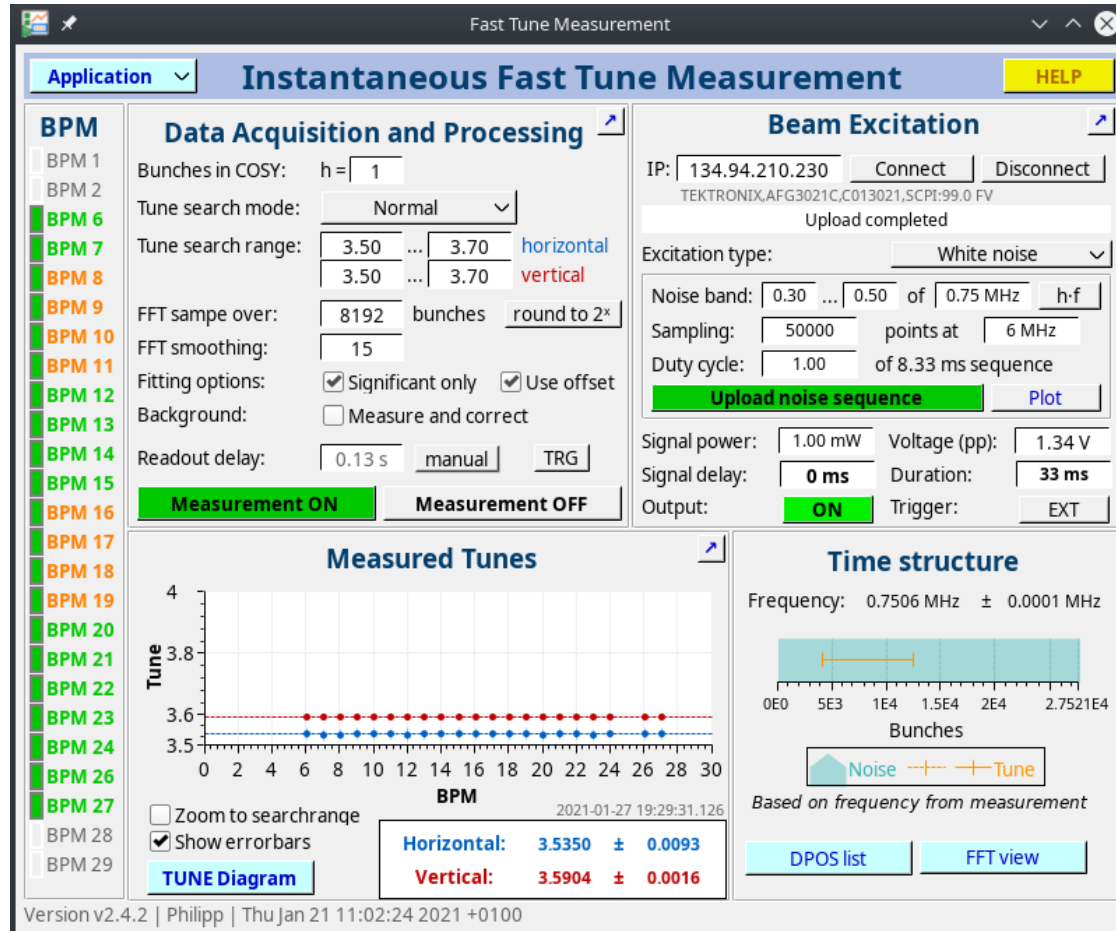 Fast Tune Measurement
Application
Instantaneous Fast Tune Measurement
HELP
BPM
BPM 1
BPM 2
BPM 6
BPM 7
BPM 8
BPM 9
BPM 10
BPM 11
BPM 12
BPM 13
BPM 14
BPM 15
BPM 16
BPM 17
BPM 18
BPM 19
BPM 20
BPM 21
BPM 22
BPM 23
BPM 24
BPM 26
BPM 27
BPM 28
BPM 29
Data Acquisition and Processing
Bunches in COSY: h = 1
Tune search mode: Normal
Tune search range: 3.50 ... 3.70 horizontal
3.50 ... 3.70 vertical
FFT sampe over: 8192 bunches round to 2ˣ
FFT smoothing: 15
Fitting options: Significant only Use offset
Background: Measure and correct
Readout delay: 0.13 s manual TRG
Measurement ON Measurement OFF
Beam Excitation
IP: 134.94.210.230 Connect Disconnect
TEKTRONIX,AFG3021C,C013021,SCPI:99.0 FV
Upload completed
Excitation type: White noise
Noise band: 0.30 ... 0.50 of 0.75 MHz h·f
Sampling: 50000 points at 6 MHz
Duty cycle: 1.00 of 8.33 ms sequence
Upload noise sequence Plot
Signal power: 1.00 mW Voltage (pp): 1.34 V
Signal delay: 0 ms Duration: 33 ms
Output: ON Trigger: EXT
Measured Tunes
Tune
4
3.8
3.6
3.5
0 2 4 6 8 10 12 14 16 18 20 22 24 26 28 30
BPM
2021-01-27 19:29:31.126
Zoom to searchrange
Show errorbars
TUNE Diagram
Horizontal: 3.5350 ± 0.0093
Vertical: 3.5904 ± 0.0016
Time structure
Frequency: 0.7506 MHz ± 0.0001 MHz
0E0 5E3 1E4 1.5E4 2E4 2.7521E4
Bunches
Noise Tune
Based on frequency from measurement
DPOS list FFT view
Version v2.4.2 | Philipp | Thu Jan 21 11:02:24 2021 +0100